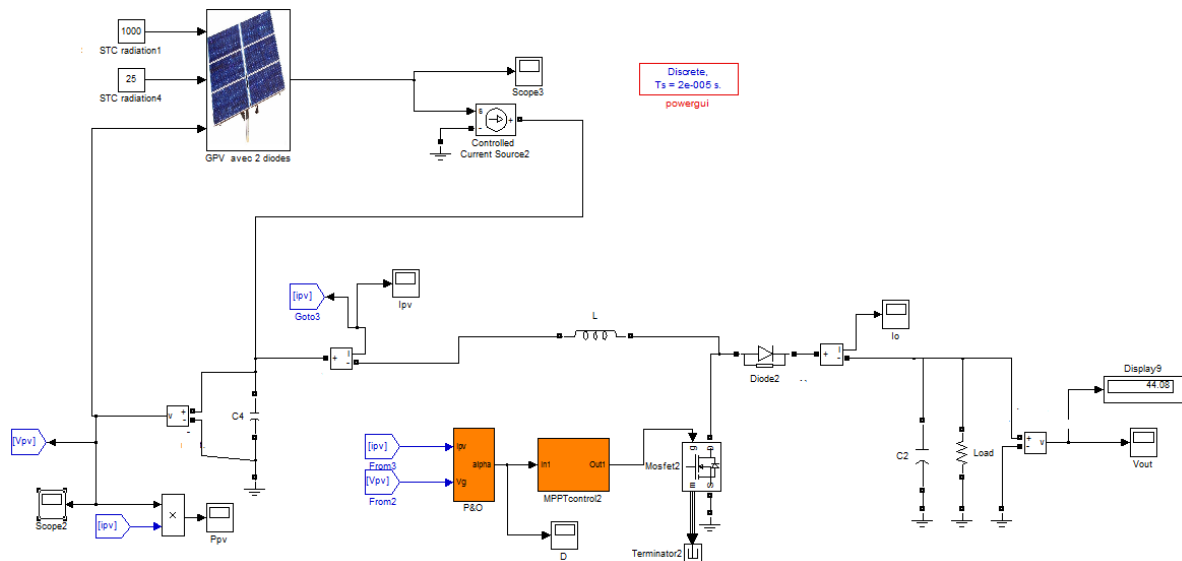 1000
STC radiation1
25
STC radiation4
GPV avec 2 diodes
Scope3
s
-
+
Controlled
Current Source2
Discrete,
Ts = 2e-005 s.
powergui
[ipv]
Goto3
Ipv
+
i
-
L
Diode2
+
i
-
Io
Display9
44.08
v
+
-
C4
[Vpv]
Scope2
[ipv]
×
Ppv
[ipv]
From3
[Vpv]
From2
Ipv
Vg
alpha
P&O
In1
Out1
MPPTcontrol2
D
g
D
m
S
Mosfet2
Terminator2
C2
Load
+
-
v
Vout